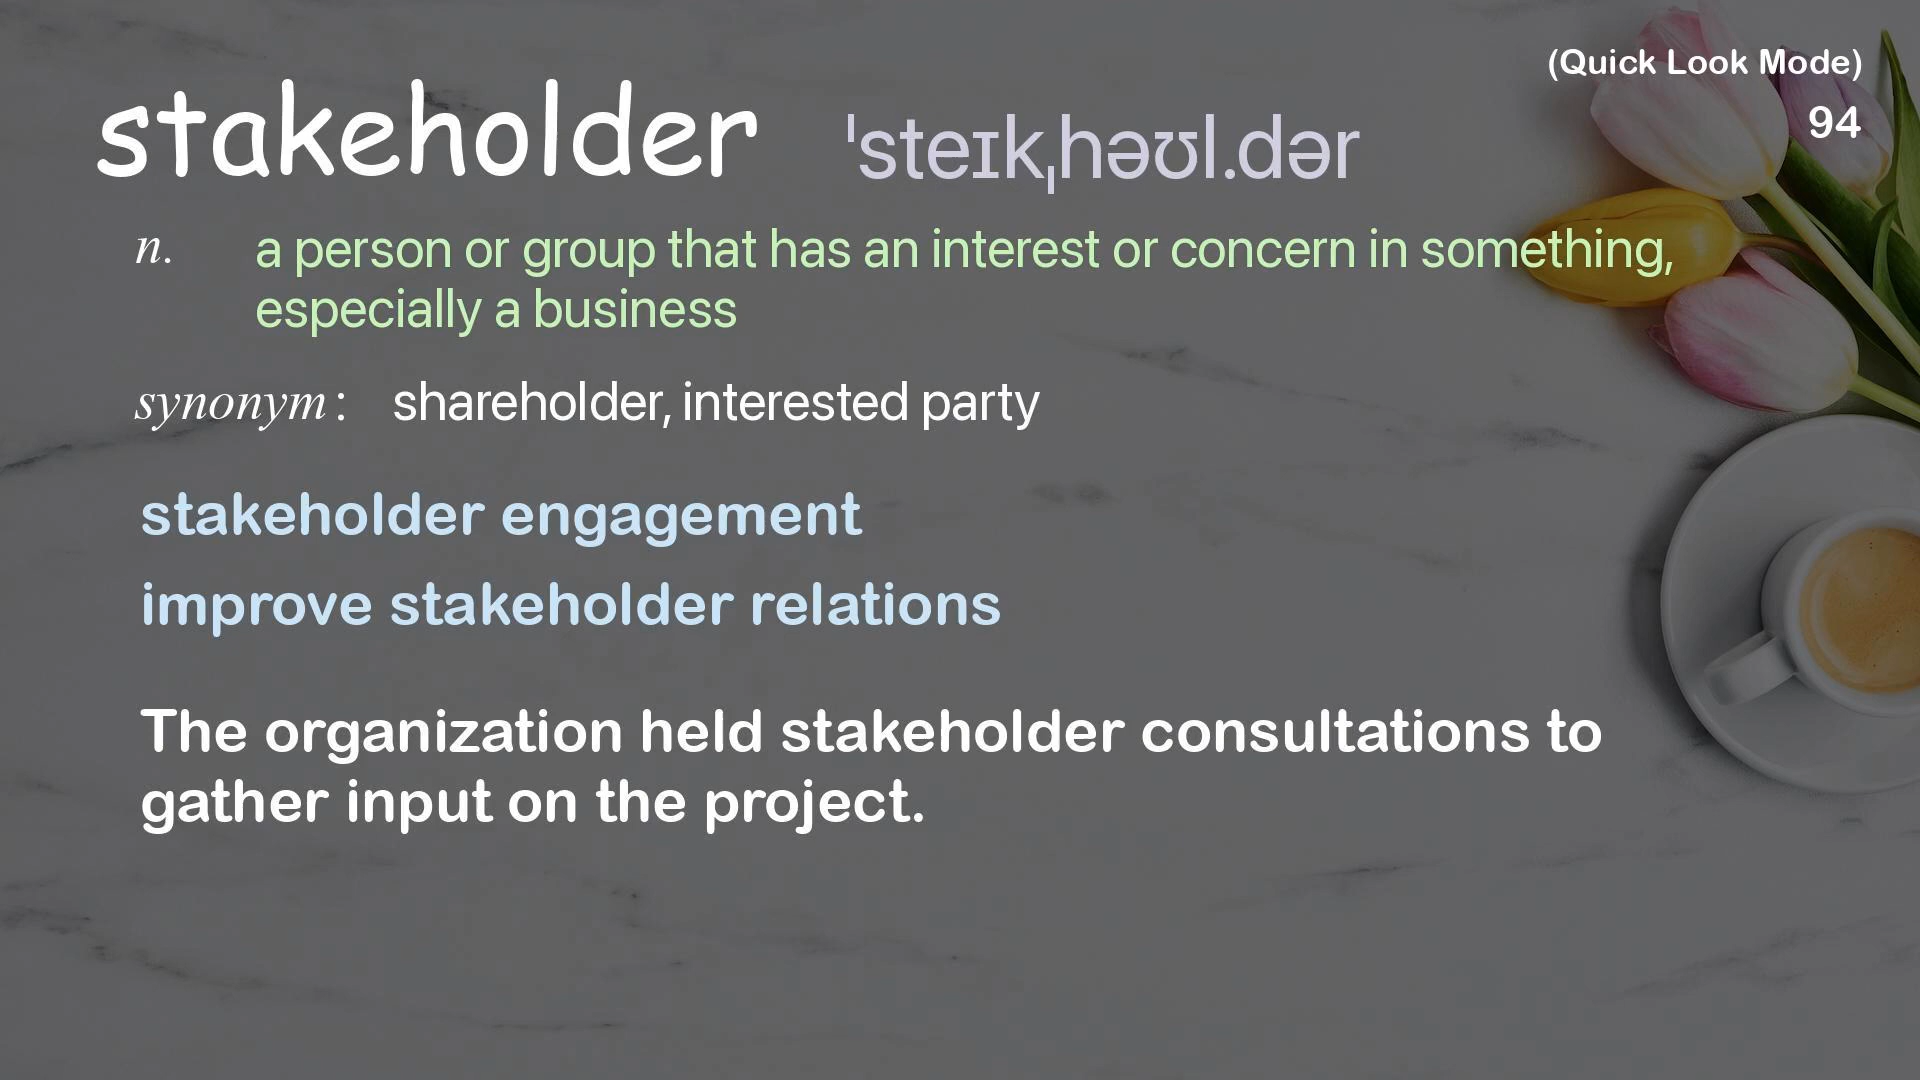 (Quick Look Mode)
94
stakeholder ˈsteɪkˌhəʊl.dər
n. a person or group that has an interest or concern in something,
especially a business
synonym : shareholder, interested party
stakeholder engagement
improve stakeholder relations
The organization held stakeholder consultations to
gather input on the project.